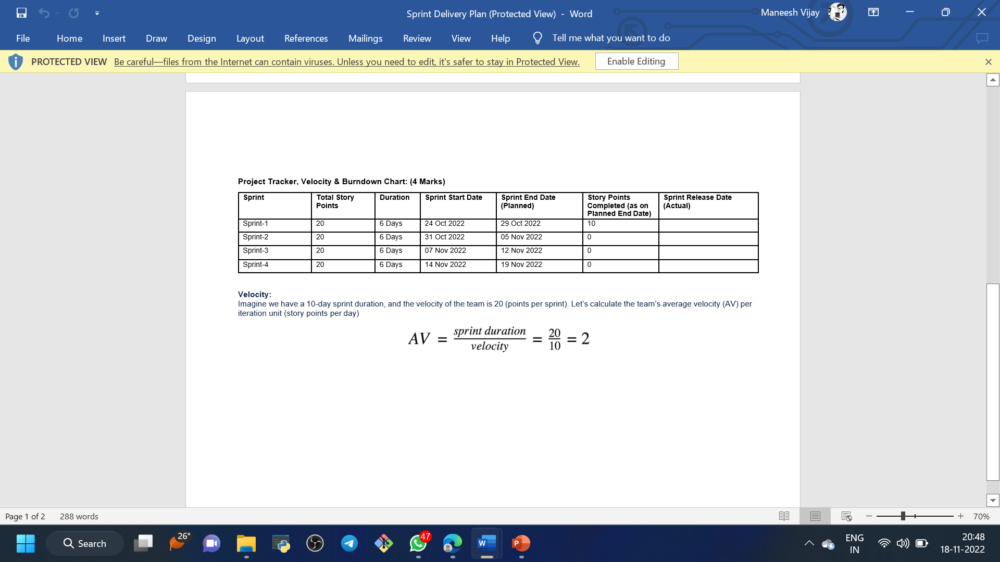 Sprint Delivery Plan (Protected View) - Word
Maneesh Vijay
File Home Insert Draw Design Layout References Mailings Review View Help Tell me what you want to do
PROTECTED VIEW Be careful—files from the Internet can contain viruses. Unless you need to edit, it's safer to stay in Protected View. Enable Editing
Project Tracker, Velocity & Burndown Chart: (4 Marks)
Sprint Total Story Points Duration Sprint Start Date Sprint End Date (Planned) Story Points Completed (as on Planned End Date) Sprint Release Date (Actual)
Sprint-1 20 6 Days 24 Oct 2022 29 Oct 2022 10
Sprint-2 20 6 Days 31 Oct 2022 05 Nov 2022 0
Sprint-3 20 6 Days 07 Nov 2022 12 Nov 2022 0
Sprint-4 20 6 Days 14 Nov 2022 19 Nov 2022 0
Velocity:
Imagine we have a 10-day sprint duration, and the velocity of the team is 20 (points per sprint). Let's calculate the team's average velocity (AV) per
iteration unit (story points per day)
AV = sprint duration / velocity = 20 / 10 = 2
Page 1 of 2 288 words 70%
Search 26° 47 W P ENG IN 20:48 18-11-2022